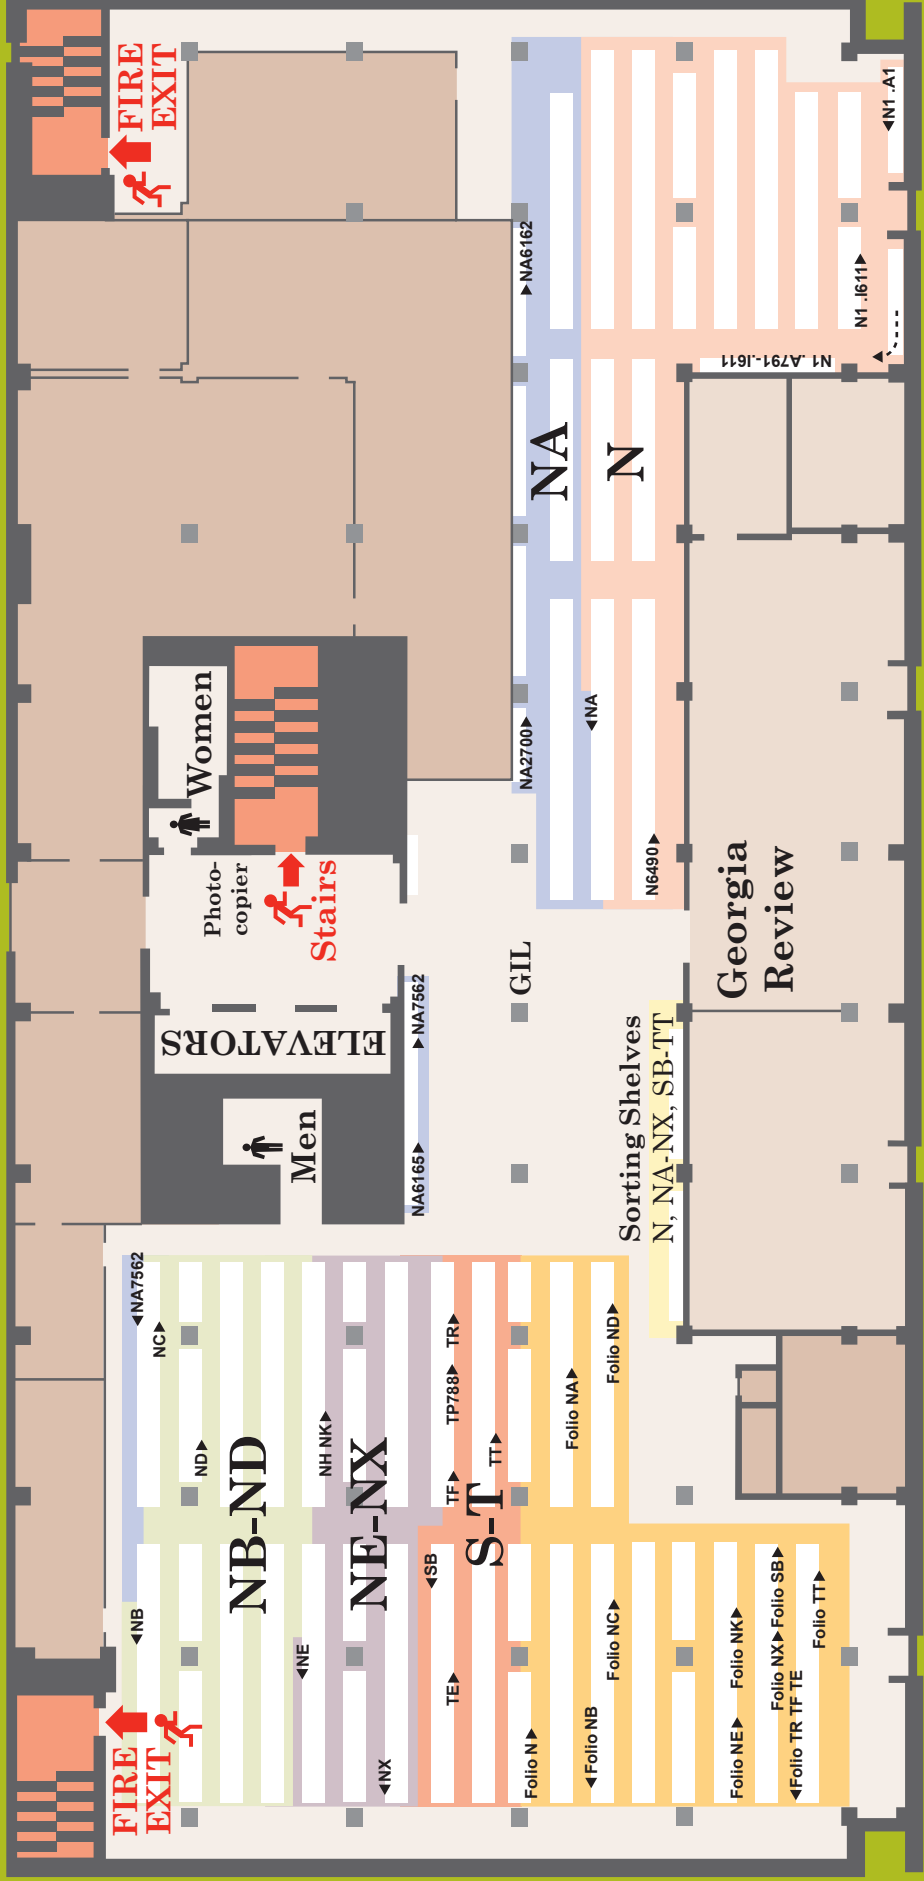 FIRE
EXIT
N1 .A1
NA6162
N1 .I611
N1 .A791-.I611
NA
N
Women
NA2700
NA
Photo-
copier
N6490
Stairs
Georgia
Review
GIL
NA7562
ELEVATORS
Sorting Shelves
N, NA-NX, SB-TT
Men
NA6165
NA7562
NC
TR
Folio ND
TP788
Folio NA
ND
NH NK
TT
TF
NB-ND
NE-NX
S-T
SB
Folio SB
Folio TT
NB
Folio NC
Folio NK
NE
Folio NX
TE
Folio TR TF TE
Folio N
Folio NB
Folio NE
NX
FIRE
EXIT